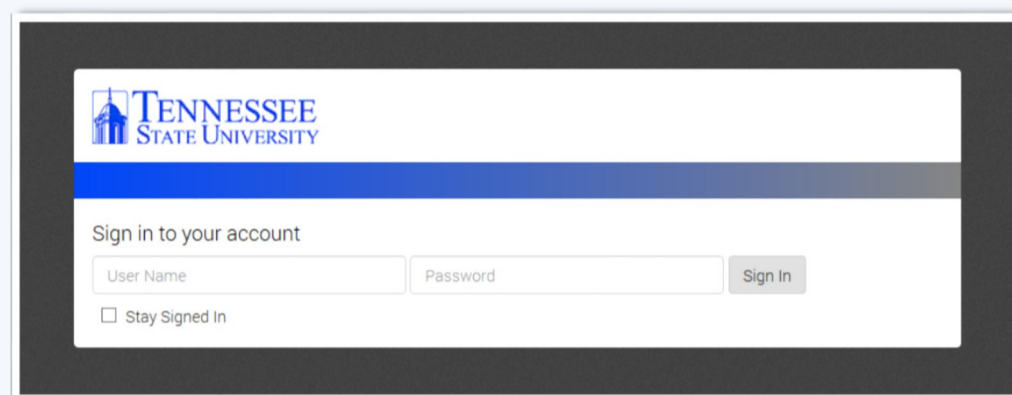 TENNESSEE
STATE UNIVERSITY
Sign in to your account
User Name Password Sign In
Stay Signed In